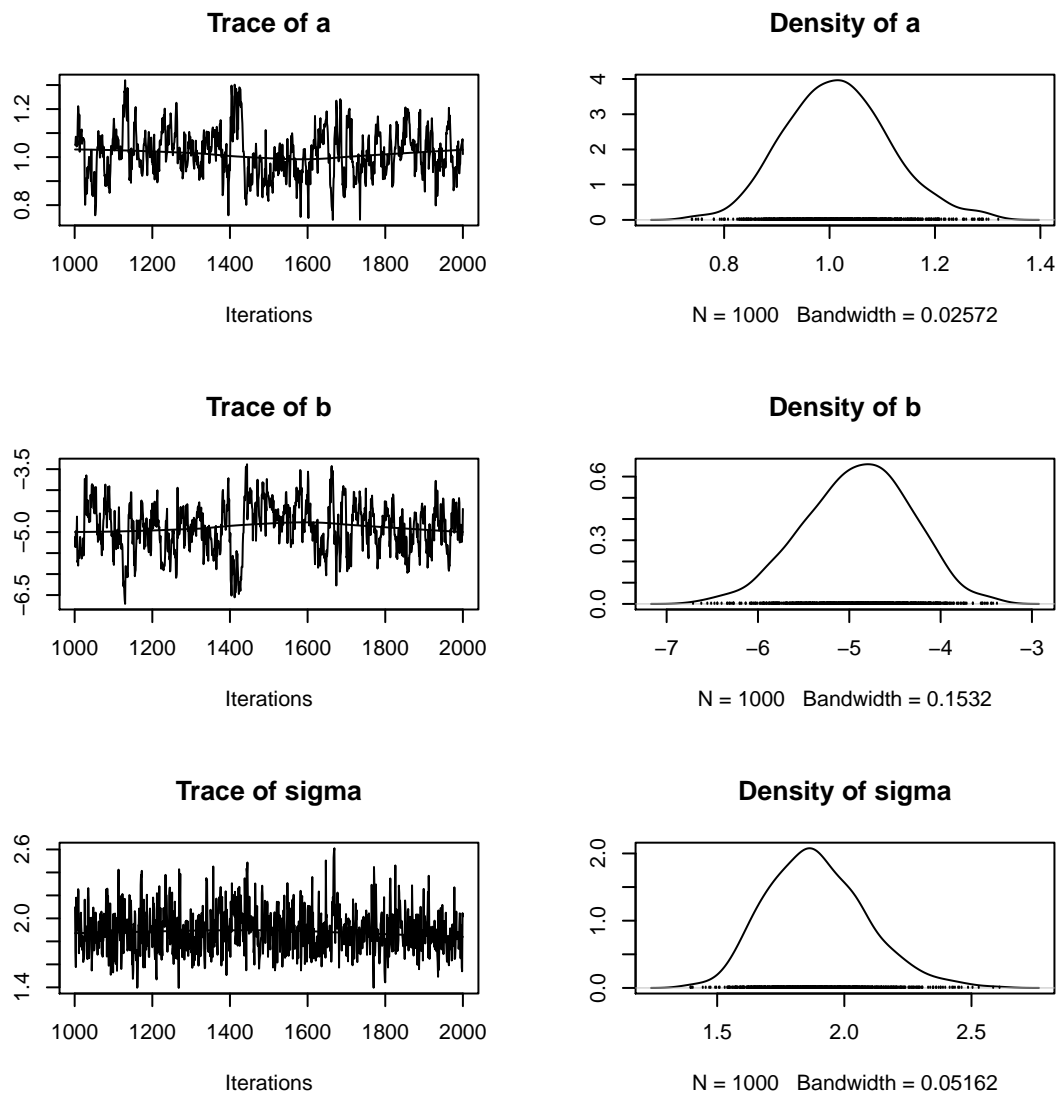 Trace of a
0.8 1.0 1.2
1000 1200 1400 1600 1800 2000
Iterations
Density of a
0 1 2 3 4
0.8 1.0 1.2 1.4
N = 1000 Bandwidth = 0.02572
Trace of b
−6.5 −5.0 −3.5
1000 1200 1400 1600 1800 2000
Iterations
Density of b
0.0 0.3 0.6
−7 −6 −5 −4 −3
N = 1000 Bandwidth = 0.1532
Trace of sigma
1.4 2.0 2.6
1000 1200 1400 1600 1800 2000
Iterations
Density of sigma
0.0 1.0 2.0
1.5 2.0 2.5
N = 1000 Bandwidth = 0.05162